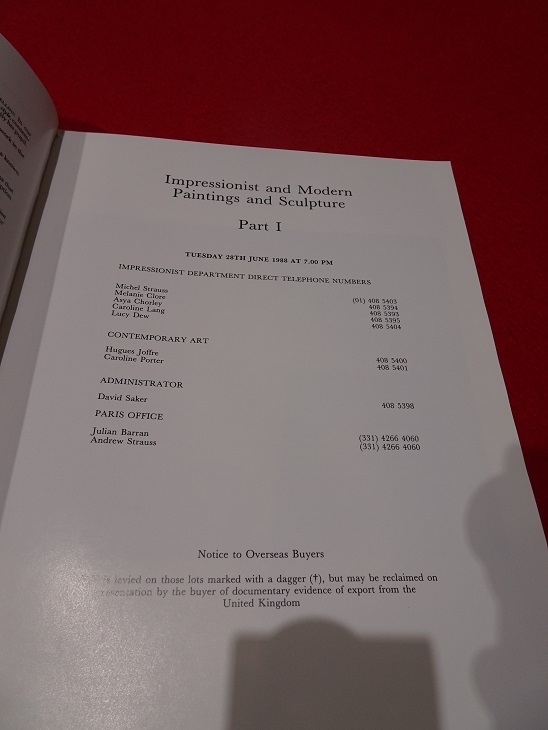 Impressionist and Modern
Paintings and Sculpture
Part I
TUESDAY 28TH JUNE 1988 AT 7.00 PM
IMPRESSIONIST DEPARTMENT DIRECT TELEPHONE NUMBERS
Michel Strauss (01) 408 5403
Melanie Clore 408 5394
Asya Chorley 408 5393
Caroline Lang 408 5395
Lucy Dew 408 5404
CONTEMPORARY ART
Hugues Joffre 408 5400
Caroline Porter 408 5401
ADMINISTRATOR
David Saker 408 5398
PARIS OFFICE
Julian Barran (331) 4266 4060
Andrew Strauss (331) 4266 4060
Notice to Overseas Buyers
is levied on those lots marked with a dagger (†), but may be reclaimed on
presentation by the buyer of documentary evidence of export from the
United Kingdom